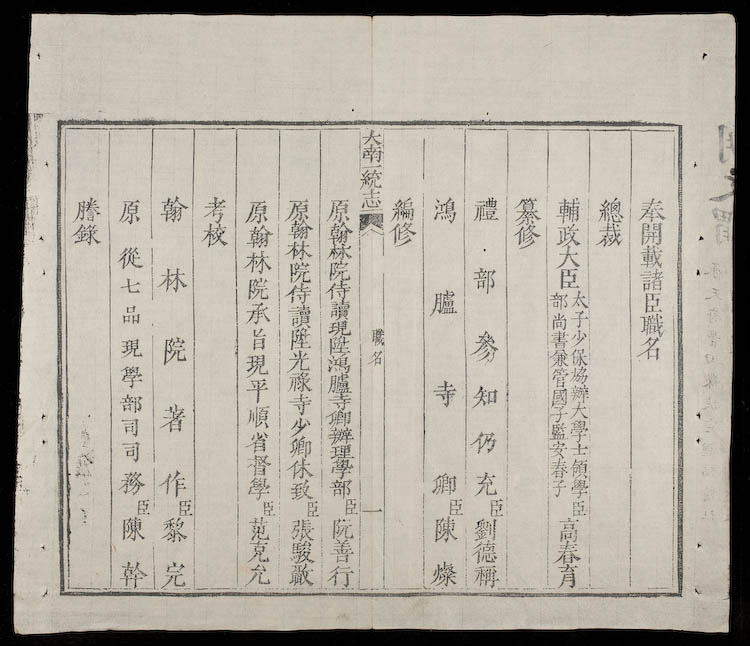 奉開載諸臣職名
總裁
輔政大臣太子少保協辦大學士領學部尚書兼管國子監安春子臣高春育
纂修
禮部參知仍充臣劉德稱
鴻臚寺卿陳燦
編修
大南一統志 職名 一
原翰林院侍讀現陞鴻臚寺卿辦理學部臣阮善行
原翰林院侍讀陞光祿寺少卿休致臣張駿
原翰林院承旨現平順省督學臣范克允
考校
翰林院著作臣黎完
原從七品現學部司司務臣陳幹
謄錄